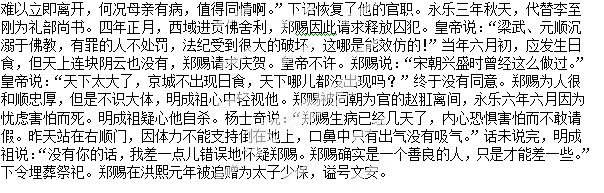 难以立即离开，何况母亲有病，值得同情啊。”下诏恢复了他的官职。永乐三年秋天，代替李至
刚为礼部尚书。四年正月，西域进贡佛舍利，郑赐因此请求释放囚犯。皇帝说：“梁武、元顺沉
溺于佛教，有罪的人不处罚，法纪受到很大的破坏，这哪是能效仿的！”当年六月初，应发生日
食，但天上连块阴云也没有，郑赐请求庆贺。皇帝不许。郑赐说：“宋朝兴盛时曾经这么做过。”
皇帝说：“天下太大了，京城不出现日食，天下哪儿都没出现吗？”终于没有同意。郑赐为人很
和顺忠厚，但是不识大体，明成祖心中轻视他。郑赐被同朝为官的赵羾离间，永乐六年六月因为
忧虑害怕而死。明成祖疑心他自杀。杨士奇说：“郑赐生病已经几天了，内心恐惧害怕而不敢请
假。昨天站在右顺门，因体力不能支持倒在地上，口鼻中只有出气没有吸气。”话未说完，明成
祖说：“没有你的话，我差一点儿错误地怀疑郑赐。郑赐确实是一个善良的人，只是才能差一些。”
下令埋葬祭祀。郑赐在洪熙元年被追赠为太子少保，谥号文安。